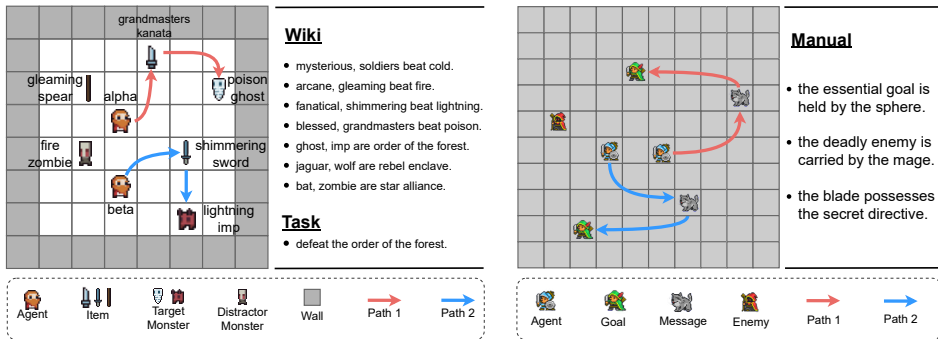 grandmasters
kanata
gleaming
spear
alpha
poison
ghost
fire
zombie
shimmering
sword
beta
lightning
imp
Wiki
• mysterious, soldiers beat cold.
• arcane, gleaming beat fire.
• fanatical, shimmering beat lightning.
• blessed, grandmasters beat poison.
• ghost, imp are order of the forest.
• jaguar, wolf are rebel enclave.
• bat, zombie are star alliance.
Task
• defeat the order of the forest.
Agent
Item
Target
Monster
Distractor
Monster
Wall
Path 1
Path 2
Manual
• the essential goal is
held by the sphere.
• the deadly enemy is
carried by the mage.
• the blade possesses
the secret directive.
Agent
Goal
Message
Enemy
Path 1
Path 2